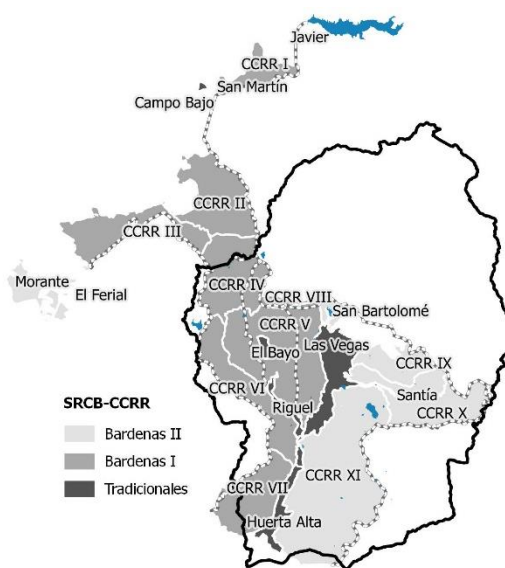 Javier
CCRR I
San Martín
Campo Bajo
CCRR II
CCRR III
Morante
El Ferial
CCRR IV
CCRR VIII
San Bartolomé
CCRR V
El Bayo
Las Vegas
CCRR IX
CCRR VI
Santía
Riguel
CCRR X
SRCB-CCRR
Bardenas II
Bardenas I
Tradicionales
CCRR XI
CCRR VII
Huerta Alta